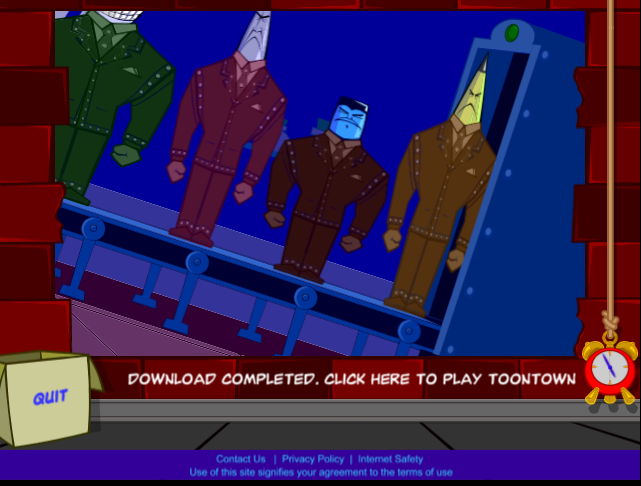 DOWNLOAD COMPLETED. CLICK HERE TO PLAY TOONTOWN
QUIT
Contact Us | Privacy Policy | Internet Safety
Use of this site signifies your agreement to the terms of use